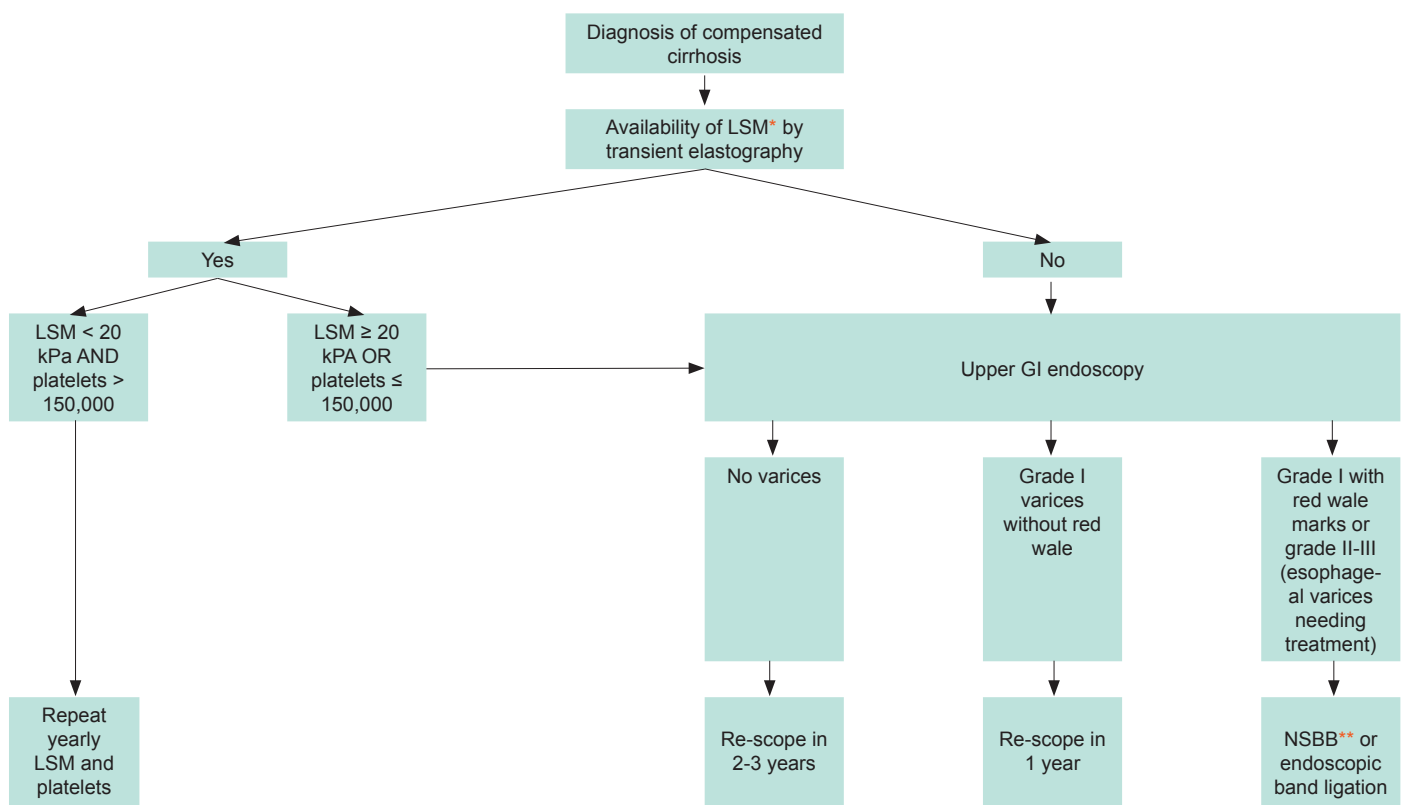 Diagnosis of compensated
cirrhosis
Availability of LSM* by
transient elastography
Yes
No
LSM < 20
kPa AND
platelets >
150,000
LSM ≥ 20
kPA OR
platelets ≤
150,000
Upper GI endoscopy
No varices
Grade I
varices
without red
wale
Grade I with
red wale
marks or
grade II-III
(esophage-
al varices
needing
treatment)
Repeat
yearly
LSM and
platelets
Re-scope in
2-3 years
Re-scope in
1 year
NSBB** or
endoscopic
band ligation